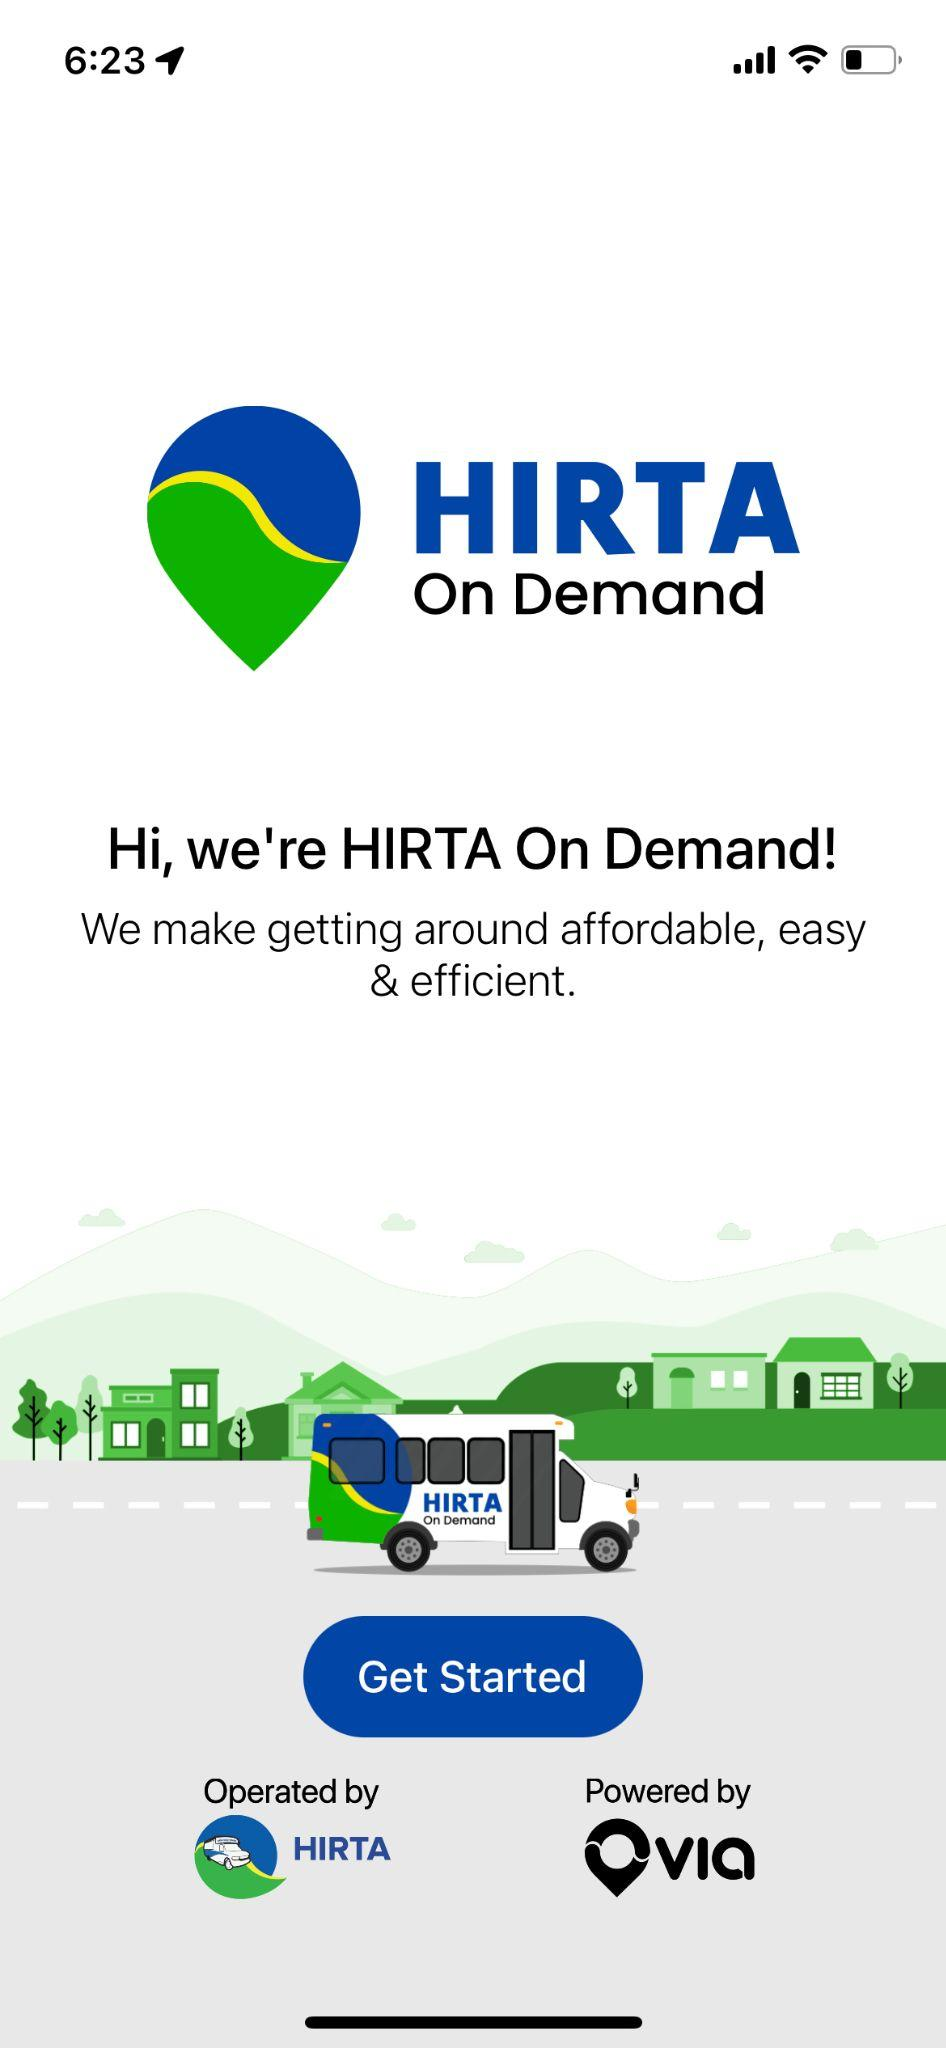 6:23
HIRTA
On Demand
Hi, we're HIRTA On Demand!
We make getting around affordable, easy
& efficient.
HIRTA
On Demand
Get Started
Operated by
HIRTA
Powered by
via